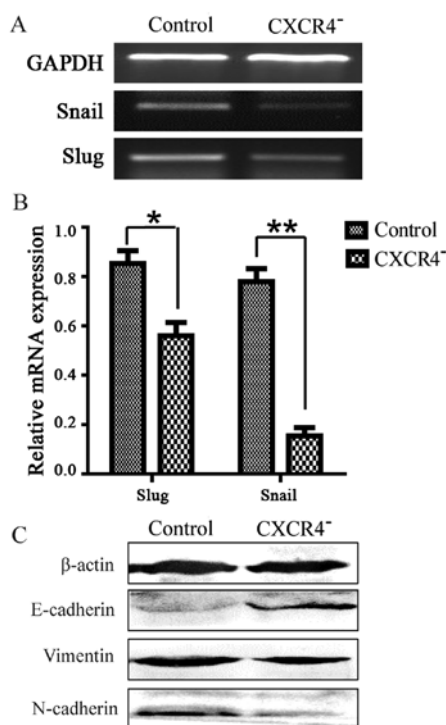 A
Control CXCR4⁻
GAPDH
Snail
Slug
B
* **
Control
CXCR4⁻
Relative mRNA expression
1.0
0.8
0.6
0.4
0.2
0.0
Slug Snail
C
Control CXCR4⁻
β-actin
E-cadherin
Vimentin
N-cadherin